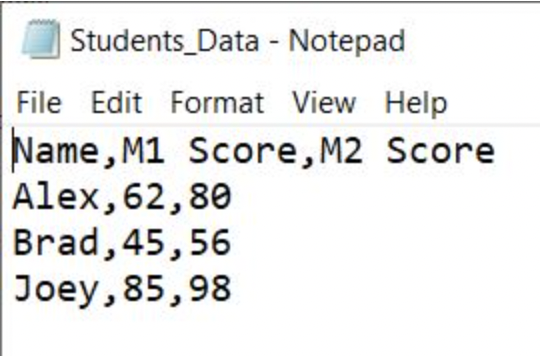 Students_Data - Notepad
File Edit Format View Help
Name,M1 Score,M2 Score
Alex,62,80
Brad,45,56
Joey,85,98